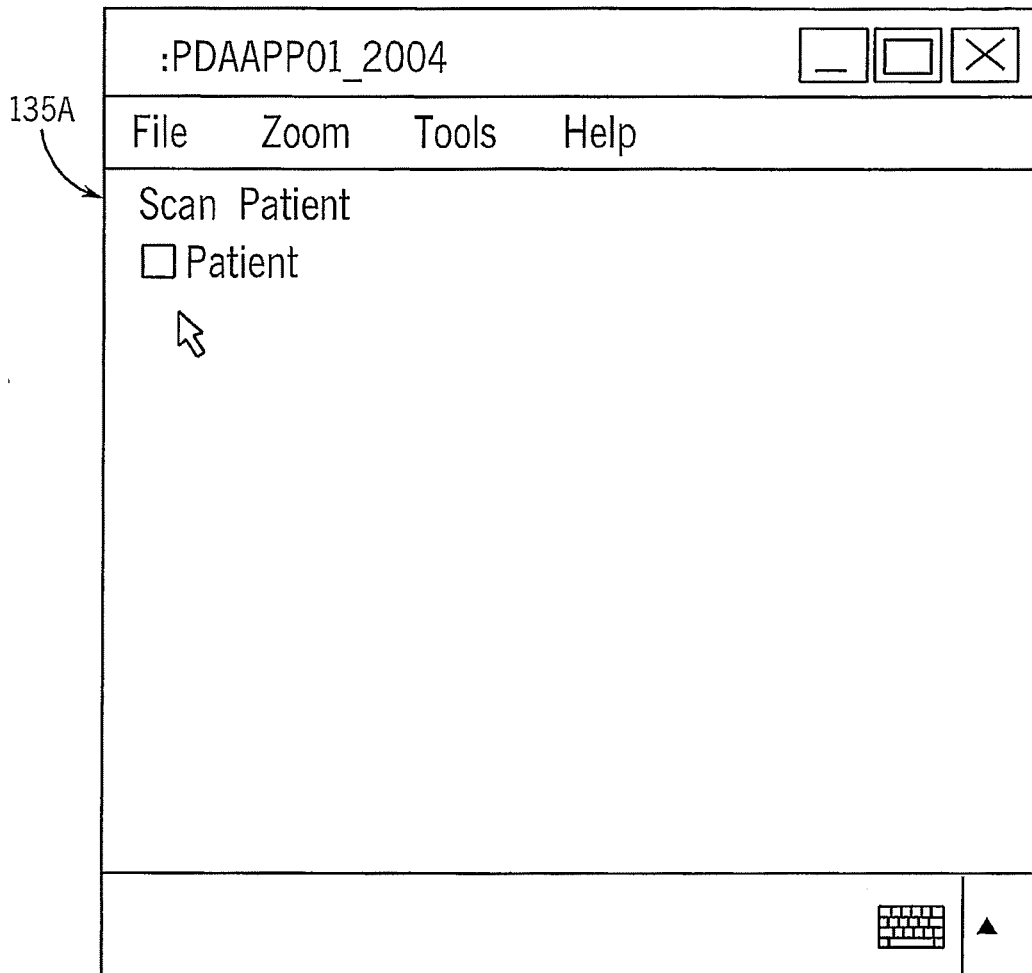 :PDAAPP01_2004
135A
File Zoom Tools Help
Scan Patient
Patient